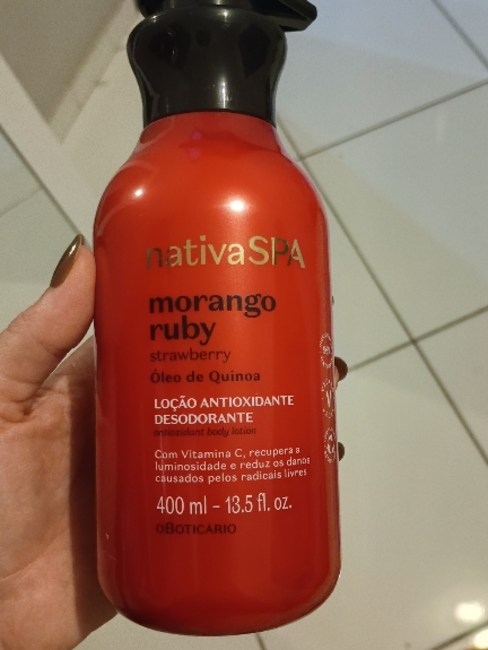 nativaSPA
morango
ruby
strawberry
Óleo de Quinoa
LOÇÃO ANTIOXIDANTE
DESODORANTE
antioxidant body lotion
Com Vitamina C, recupera a
luminosidade e reduz os danos
causados pelos radicais livres
400 ml – 13.5 fl. oz.
oBOTICÁRIO